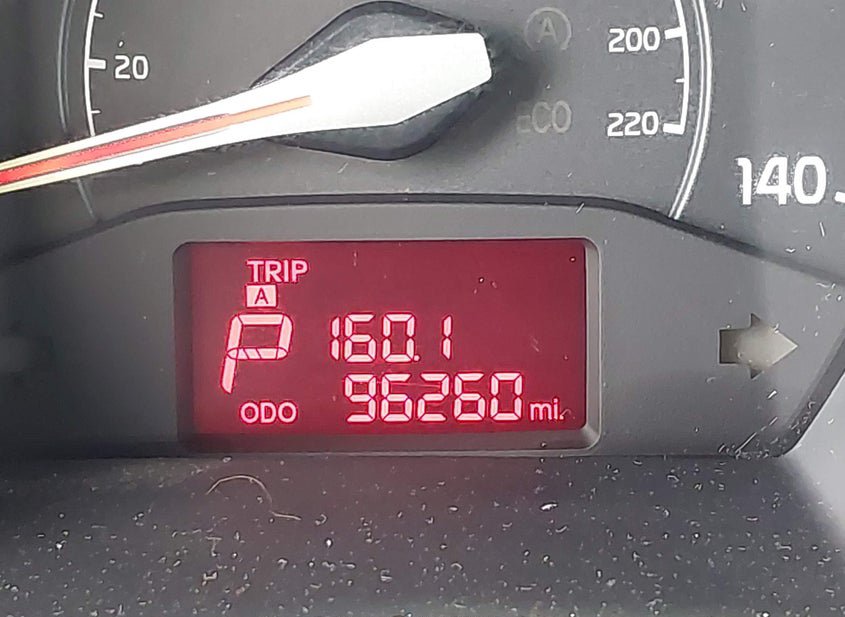 20
A
200
ECO
220
140
TRIP
A
P 160.1
ODO 96260 mi.